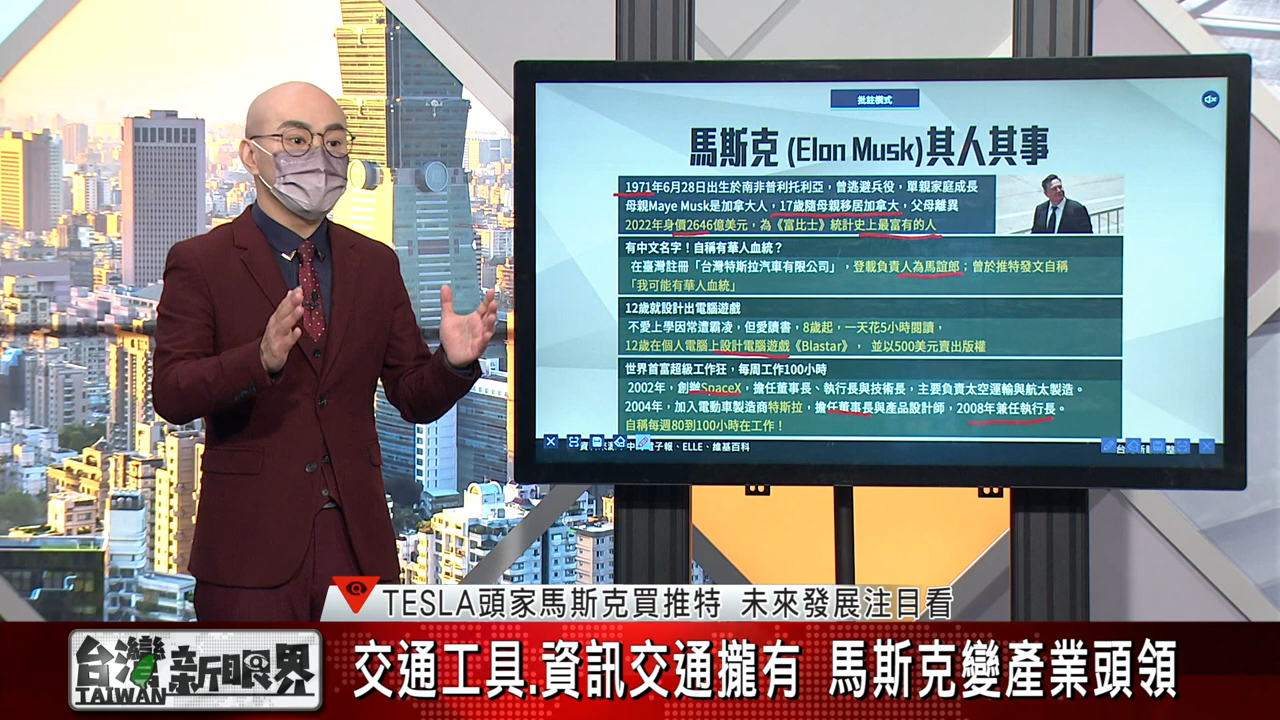 批註模式
馬斯克 (Elon Musk)其人其事
1971年6月28日出生於南非普利托利亞，曾逃避兵役，單親家庭成長
母親Maye Musk是加拿大人，17歲隨母親移居加拿大，父母離異
2022年身價2646億美元，為《富比士》統計史上最富有的人
有中文名字！自稱有華人血統？
在臺灣註冊「台灣特斯拉汽車有限公司」，登載負責人為馬誼郎；曾於推特發文自稱
「我可能有華人血統」
12歲就設計出電腦遊戲
不愛上學因常遭霸凌，但愛讀書，8歲起，一天花5小時閱讀，
12歲在個人電腦上設計電腦遊戲《Blastar》， 並以500美元賣出版權
世界首富超級工作狂，每周工作100小時
2002年，創辦SpaceX，擔任董事長、執行長與技術長，主要負責太空運輸與航太製造。
2004年，加入電動車製造商特斯拉，擔任董事長與產品設計師，2008年兼任執行長。
自稱每週80到100小時在工作！
子報、ELLE、維基百科
TESLA頭家馬斯克買推特 未來發展注目看
台灣新眼界
TAIWAN
交通工具.資訊交通攏有 馬斯克變產業頭領